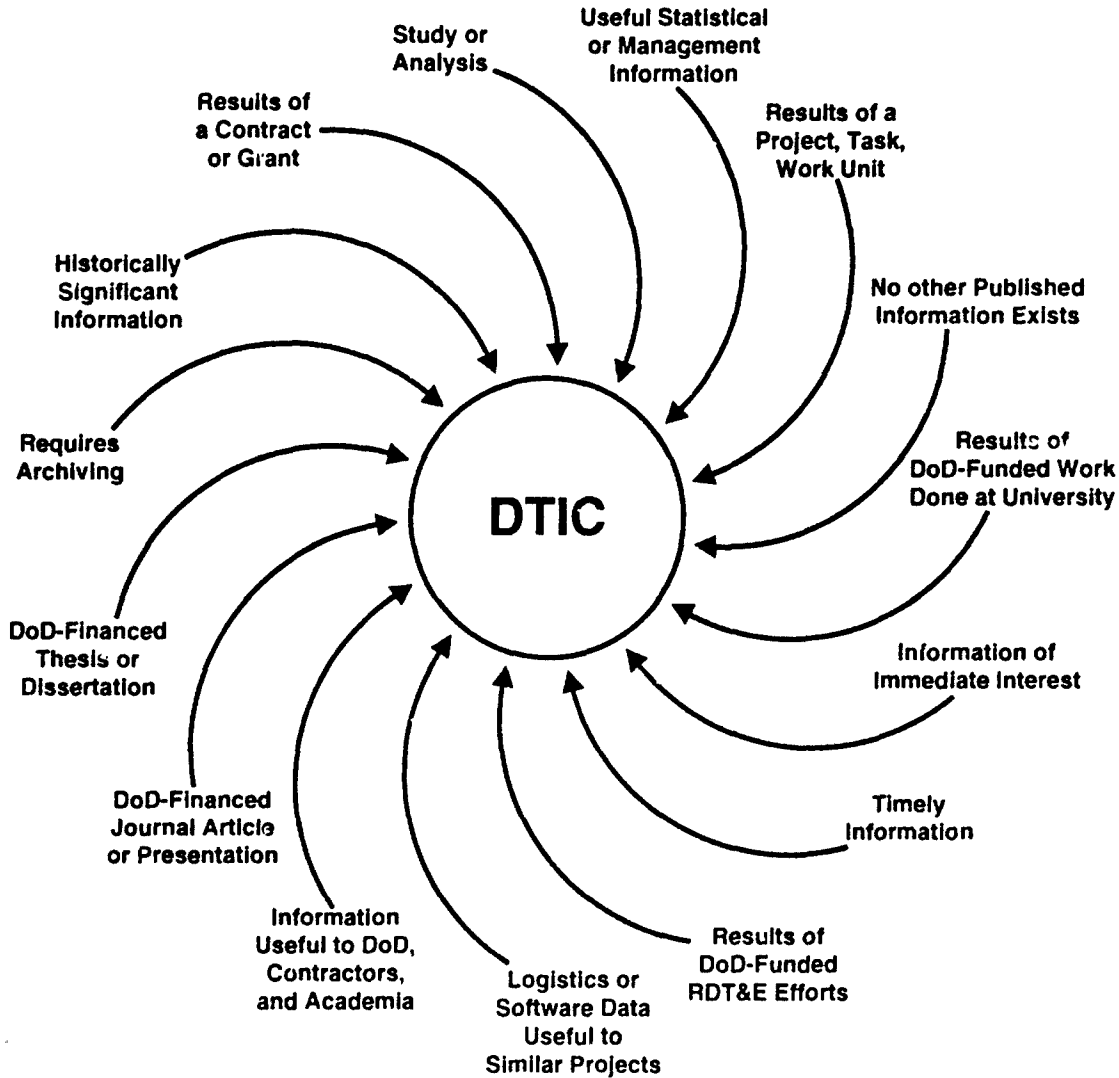 Study or
Analysis
Useful Statistical
or Management
Information
Results of a
Project, Task,
Work Unit
No other Published
Information Exists
Results of
DoD-Funded Work
Done at University
Information of
Immediate Interest
Timely
Information
Results of
DoD-Funded
RDT&E Efforts
Logistics or
Software Data
Useful to
Similar Projects
Information
Useful to DoD,
Contractors,
and Academia
DoD-Financed
Journal Article
or Presentation
DoD-Financed
Thesis or
Dissertation
Requires
Archiving
Historically
Significant
Information
Results of
a Contract
or Grant
DTIC